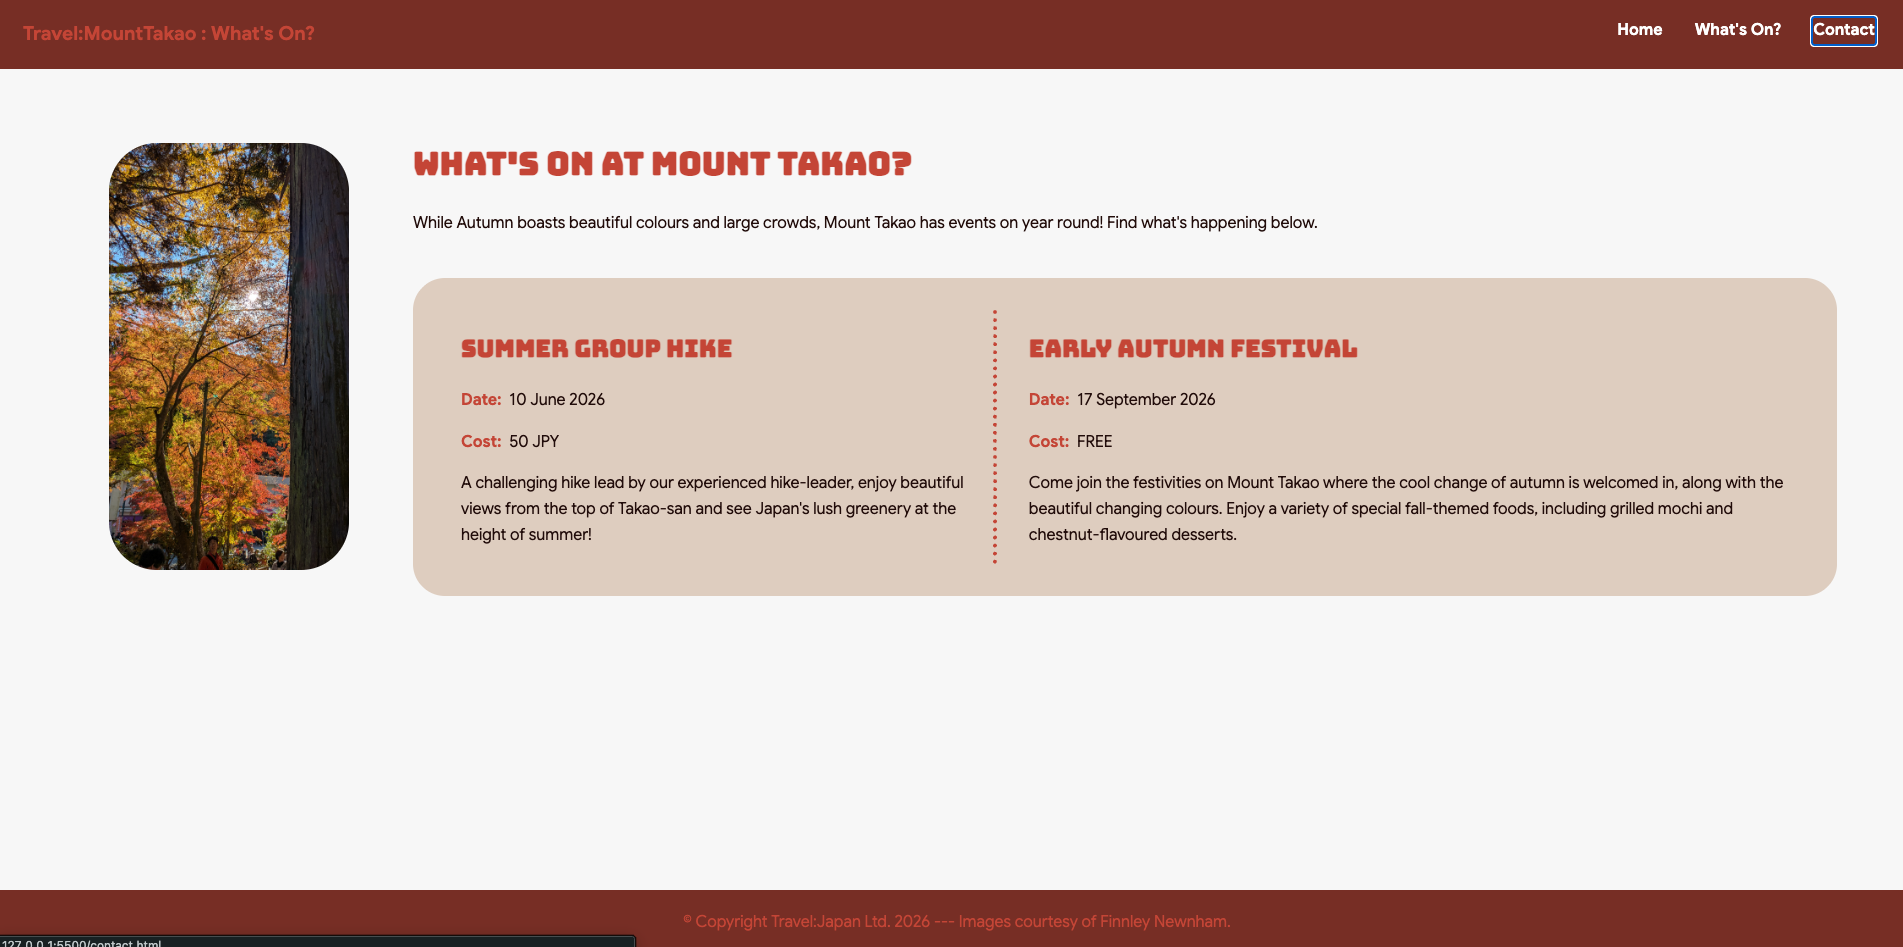 Travel:MountTakao : What's On?
Home What's On? Contact
WHAT'S ON AT MOUNT TAKAO?
While Autumn boasts beautiful colours and large crowds, Mount Takao has events on year round! Find what's happening below.
SUMMER GROUP HIKE
Date: 10 June 2026
Cost: 50 JPY
A challenging hike lead by our experienced hike-leader, enjoy beautiful
views from the top of Takao-san and see Japan's lush greenery at the
height of summer!
EARLY AUTUMN FESTIVAL
Date: 17 September 2026
Cost: FREE
Come join the festivities on Mount Takao where the cool change of autumn is welcomed in, along with the
beautiful changing colours. Enjoy a variety of special fall-themed foods, including grilled mochi and
chestnut-flavoured desserts.
© Copyright Travel:Japan Ltd. 2026 --- Images courtesy of Finnley Newnham.
127.0.0.1:5500/contact.html